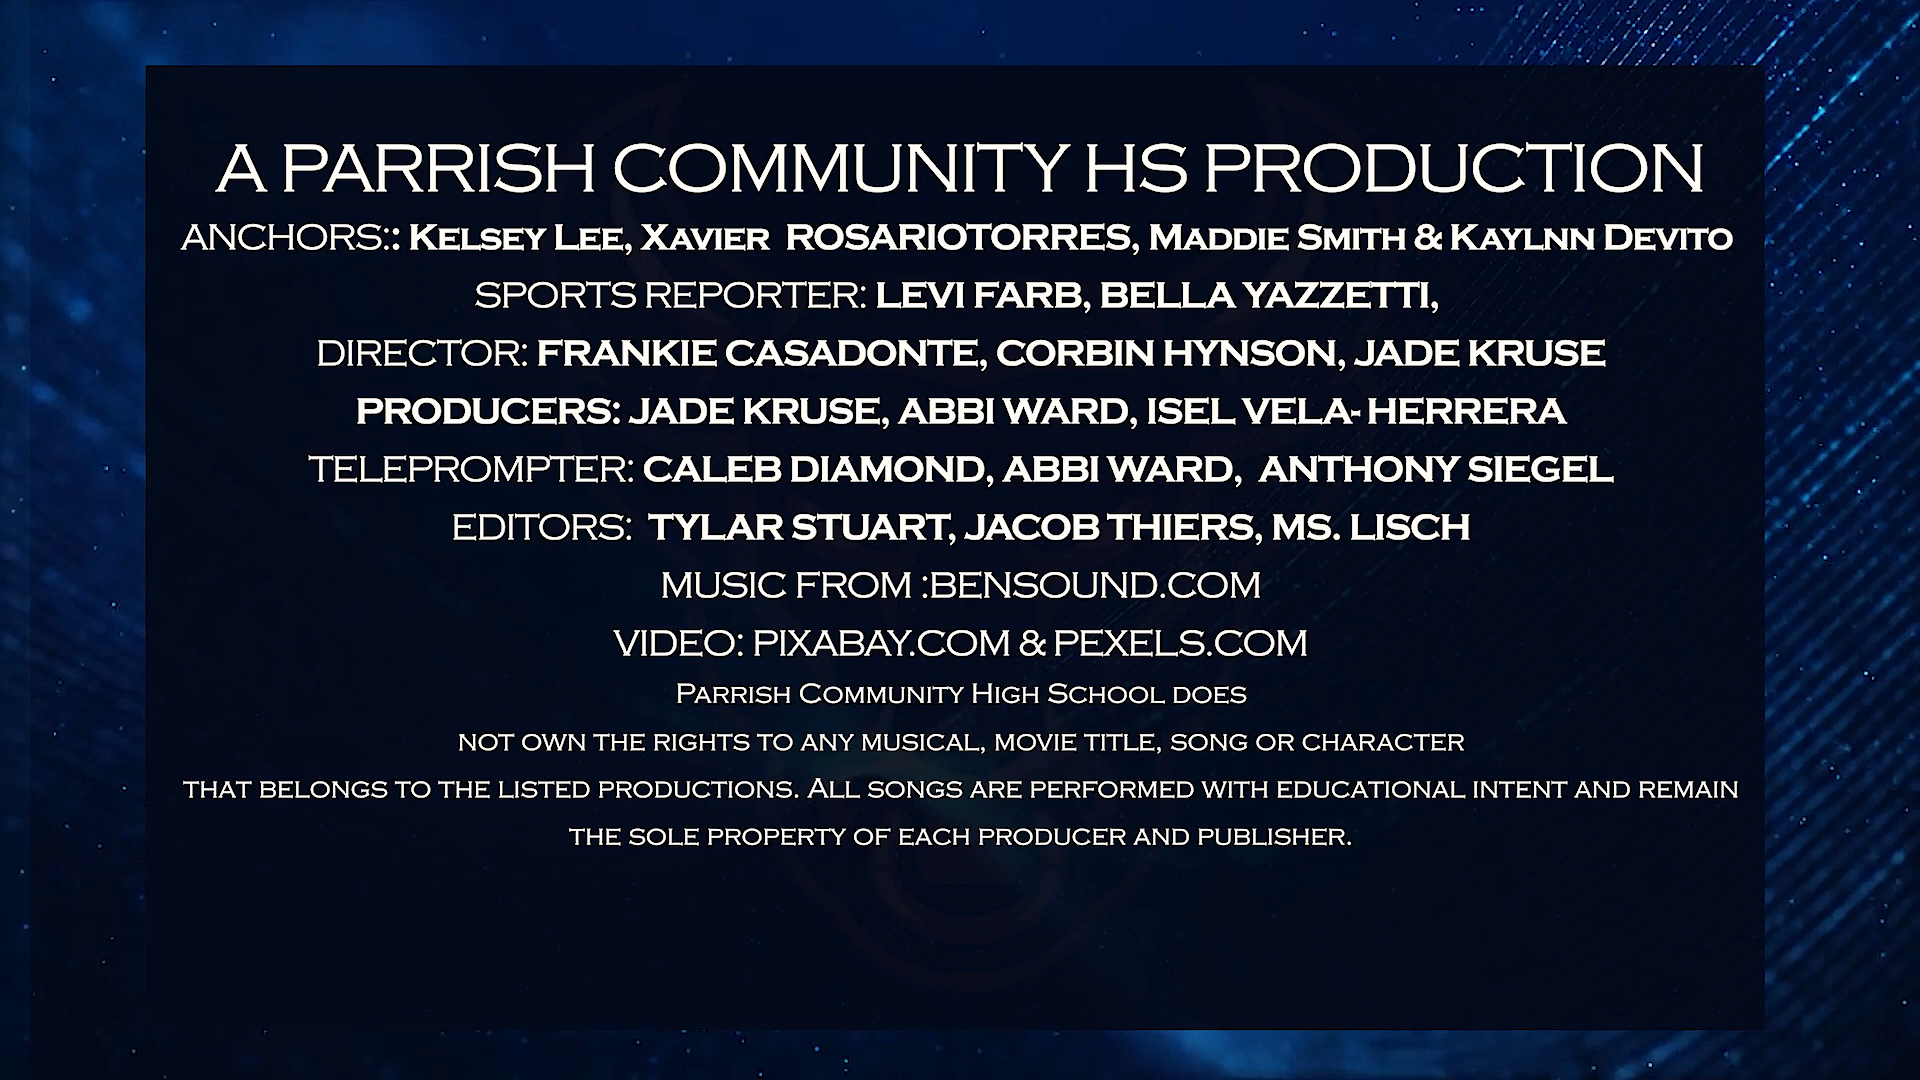 A PARRISH COMMUNITY HS PRODUCTION
ANCHORS:: KELSEY LEE, XAVIER ROSARIOTORRES, MADDIE SMITH & KAYLNN DEVITO
SPORTS REPORTER: LEVI FARB, BELLA YAZZETTI,
DIRECTOR: FRANKIE CASADONTE, CORBIN HYNSON, JADE KRUSE
PRODUCERS: JADE KRUSE, ABBI WARD, ISEL VELA- HERRERA
TELEPROMPTER: CALEB DIAMOND, ABBI WARD, ANTHONY SIEGEL
EDITORS: TYLAR STUART, JACOB THIERS, MS. LISCH
MUSIC FROM :BENSOUND.COM
VIDEO: PIXABAY.COM & PEXELS.COM
PARRISH COMMUNITY HIGH SCHOOL DOES
NOT OWN THE RIGHTS TO ANY MUSICAL, MOVIE TITLE, SONG OR CHARACTER
THAT BELONGS TO THE LISTED PRODUCTIONS. ALL SONGS ARE PERFORMED WITH EDUCATIONAL INTENT AND REMAIN
THE SOLE PROPERTY OF EACH PRODUCER AND PUBLISHER.